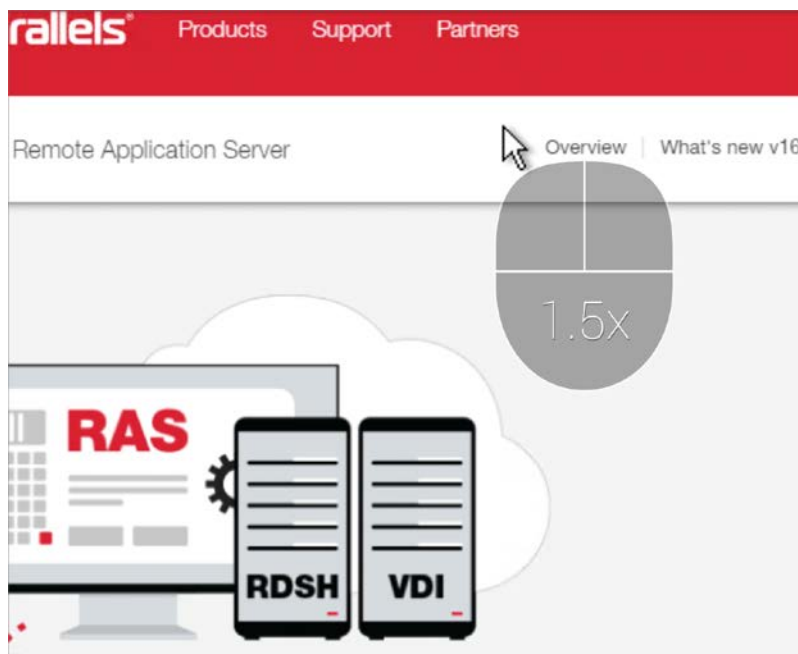 rallels®
Products Support Partners
Remote Application Server
Overview What's new v16
1.5x
RAS
RDSH VDI